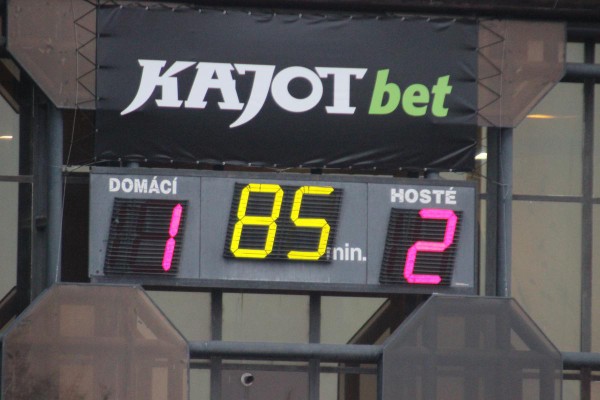 KAJOT bet
DOMÁCÍ HOSTÉ
1 85 min. 2